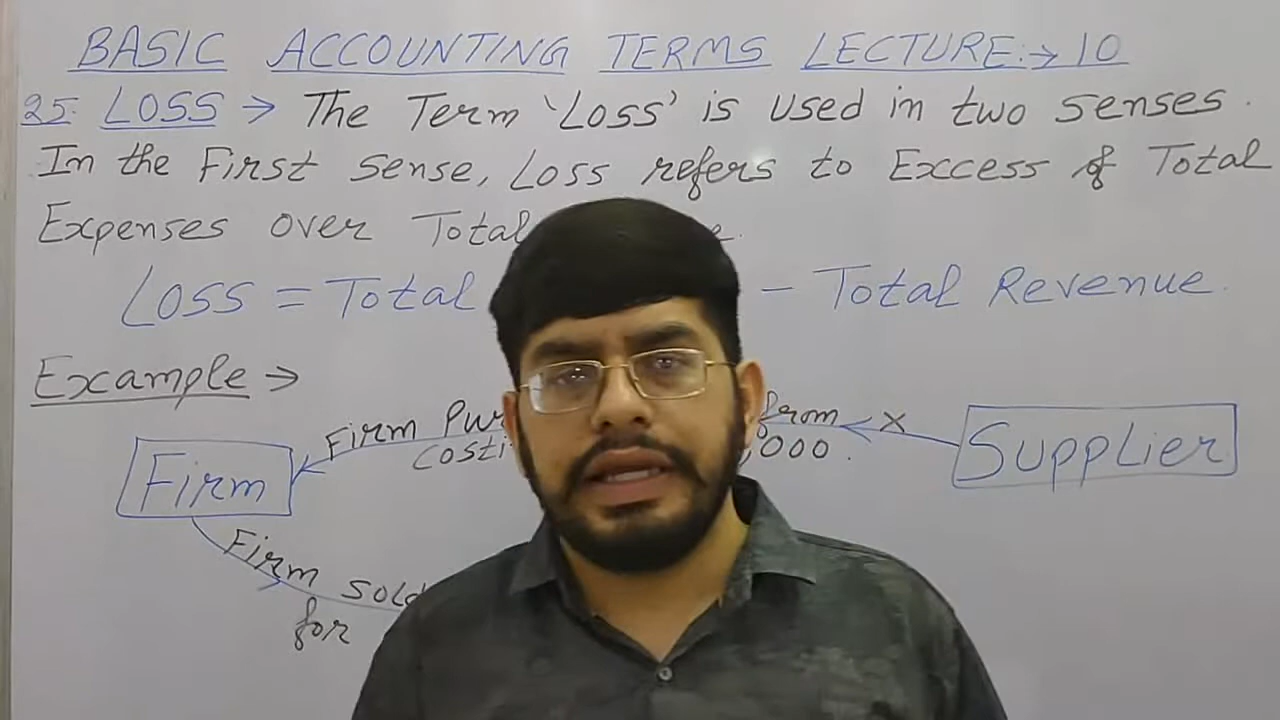 BASIC ACCOUNTING TERMS LECTURE:→ 10
25. LOSS → The Term 'Loss' is used in two senses.
In the First sense, Loss refers to Excess of Total
Expenses over Total
Loss = Total - Total Revenue.
Example →
Firm from x Supplier
costi ,000.
Firm sold
for